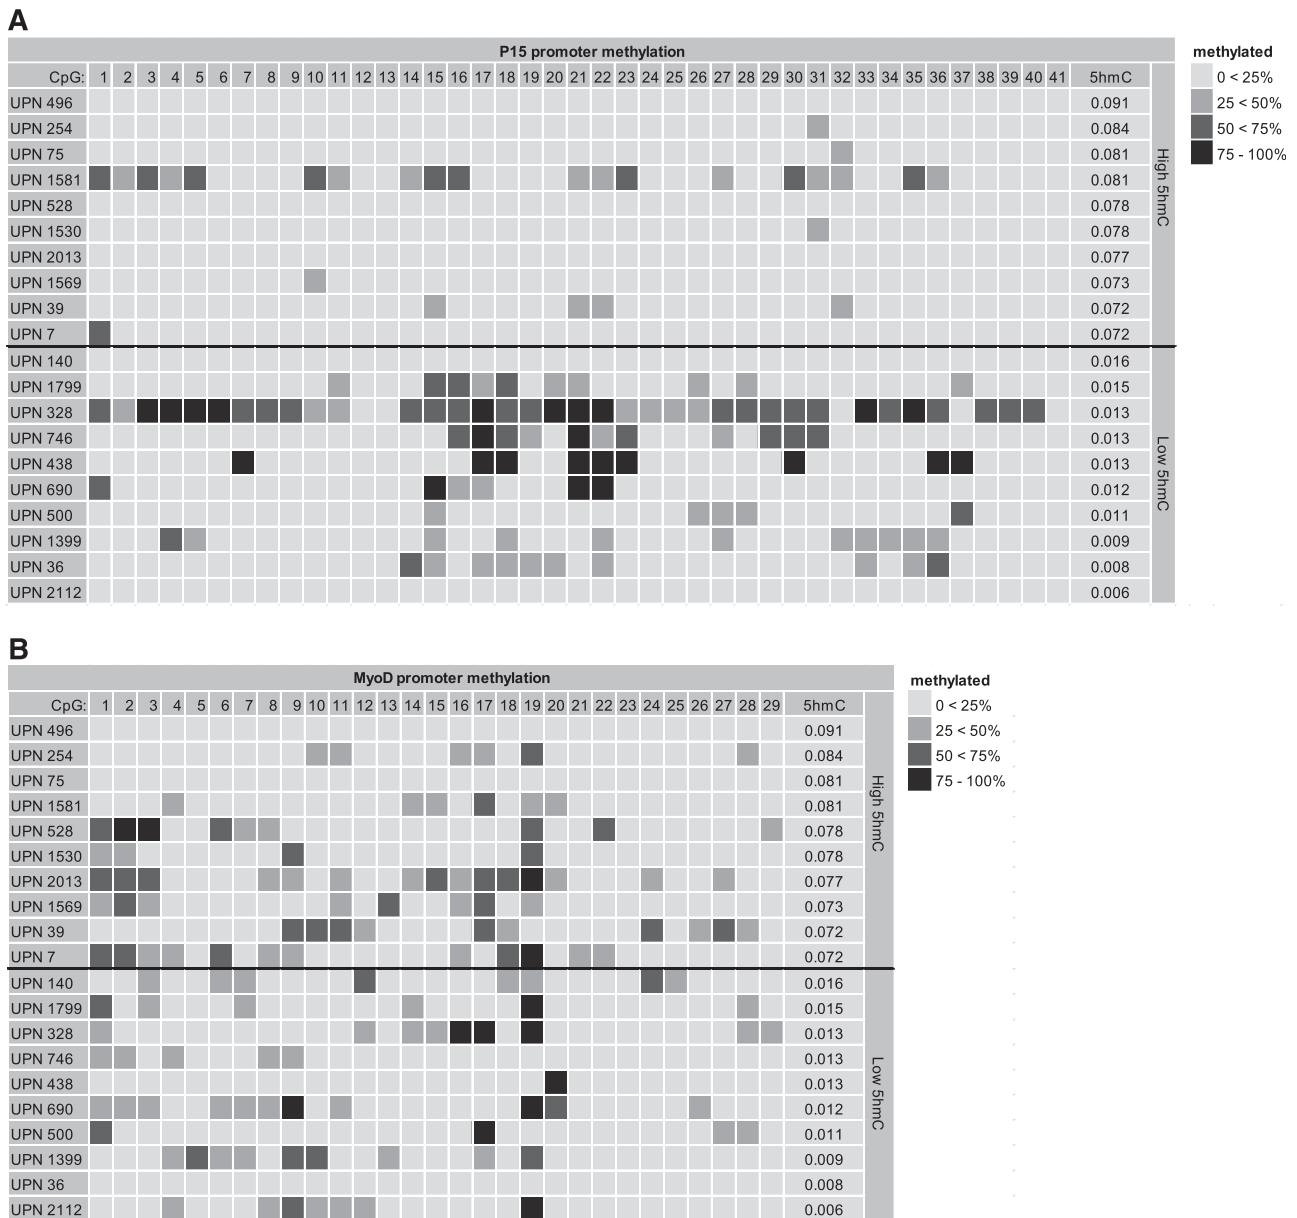 A
P15 promoter methylation
CpG: 1 2 3 4 5 6 7 8 9 10 11 12 13 14 15 16 17 18 19 20 21 22 23 24 25 26 27 28 29 30 31 32 33 34 35 36 37 38 39 40 41 5hmC
UPN 496 0.091
UPN 254 0.084
UPN 75 0.081
UPN 1581 0.081
UPN 528 0.078
UPN 1530 0.078
UPN 2013 0.077
UPN 1569 0.073
UPN 39 0.072
UPN 7 0.072
High 5hmC
UPN 140 0.016
UPN 1799 0.015
UPN 328 0.013
UPN 746 0.013
UPN 438 0.013
UPN 690 0.012
UPN 500 0.011
UPN 1399 0.009
UPN 36 0.008
UPN 2112 0.006
Low 5hmC
methylated
0 < 25%
25 < 50%
50 < 75%
75 - 100%
B
MyoD promoter methylation
CpG: 1 2 3 4 5 6 7 8 9 10 11 12 13 14 15 16 17 18 19 20 21 22 23 24 25 26 27 28 29 5hmC
UPN 496 0.091
UPN 254 0.084
UPN 75 0.081
UPN 1581 0.081
UPN 528 0.078
UPN 1530 0.078
UPN 2013 0.077
UPN 1569 0.073
UPN 39 0.072
UPN 7 0.072
High 5hmC
UPN 140 0.016
UPN 1799 0.015
UPN 328 0.013
UPN 746 0.013
UPN 438 0.013
UPN 690 0.012
UPN 500 0.011
UPN 1399 0.009
UPN 36 0.008
UPN 2112 0.006
Low 5hmC
methylated
0 < 25%
25 < 50%
50 < 75%
75 - 100%